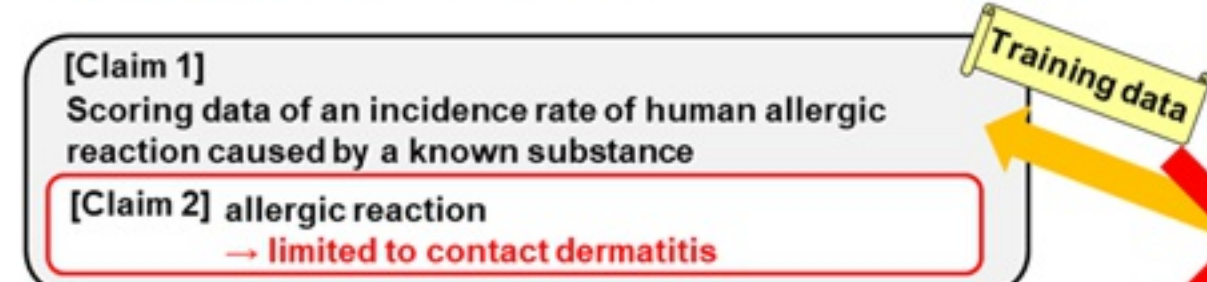 [Claim 1]
Scoring data of an incidence rate of human allergic
reaction caused by a known substance
[Claim 2] allergic reaction
→ limited to contact dermatitis
Training data